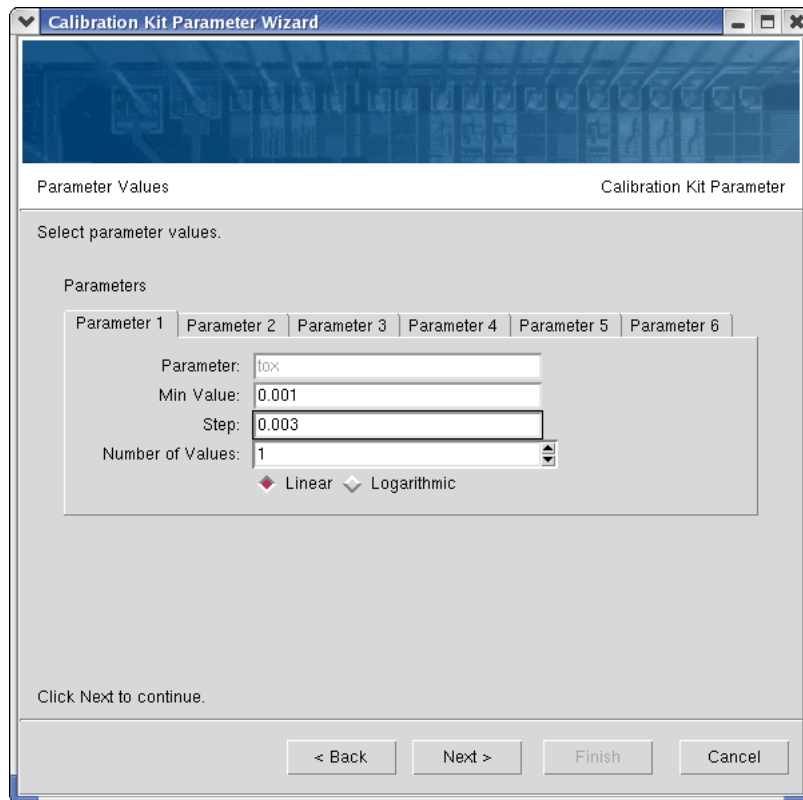 Calibration Kit Parameter Wizard
Parameter Values
Calibration Kit Parameter
Select parameter values.
Parameters
Parameter 1 Parameter 2 Parameter 3 Parameter 4 Parameter 5 Parameter 6
Parameter: tox
Min Value: 0.001
Step: 0.003
Number of Values: 1
Linear Logarithmic
Click Next to continue.
< Back Next > Finish Cancel